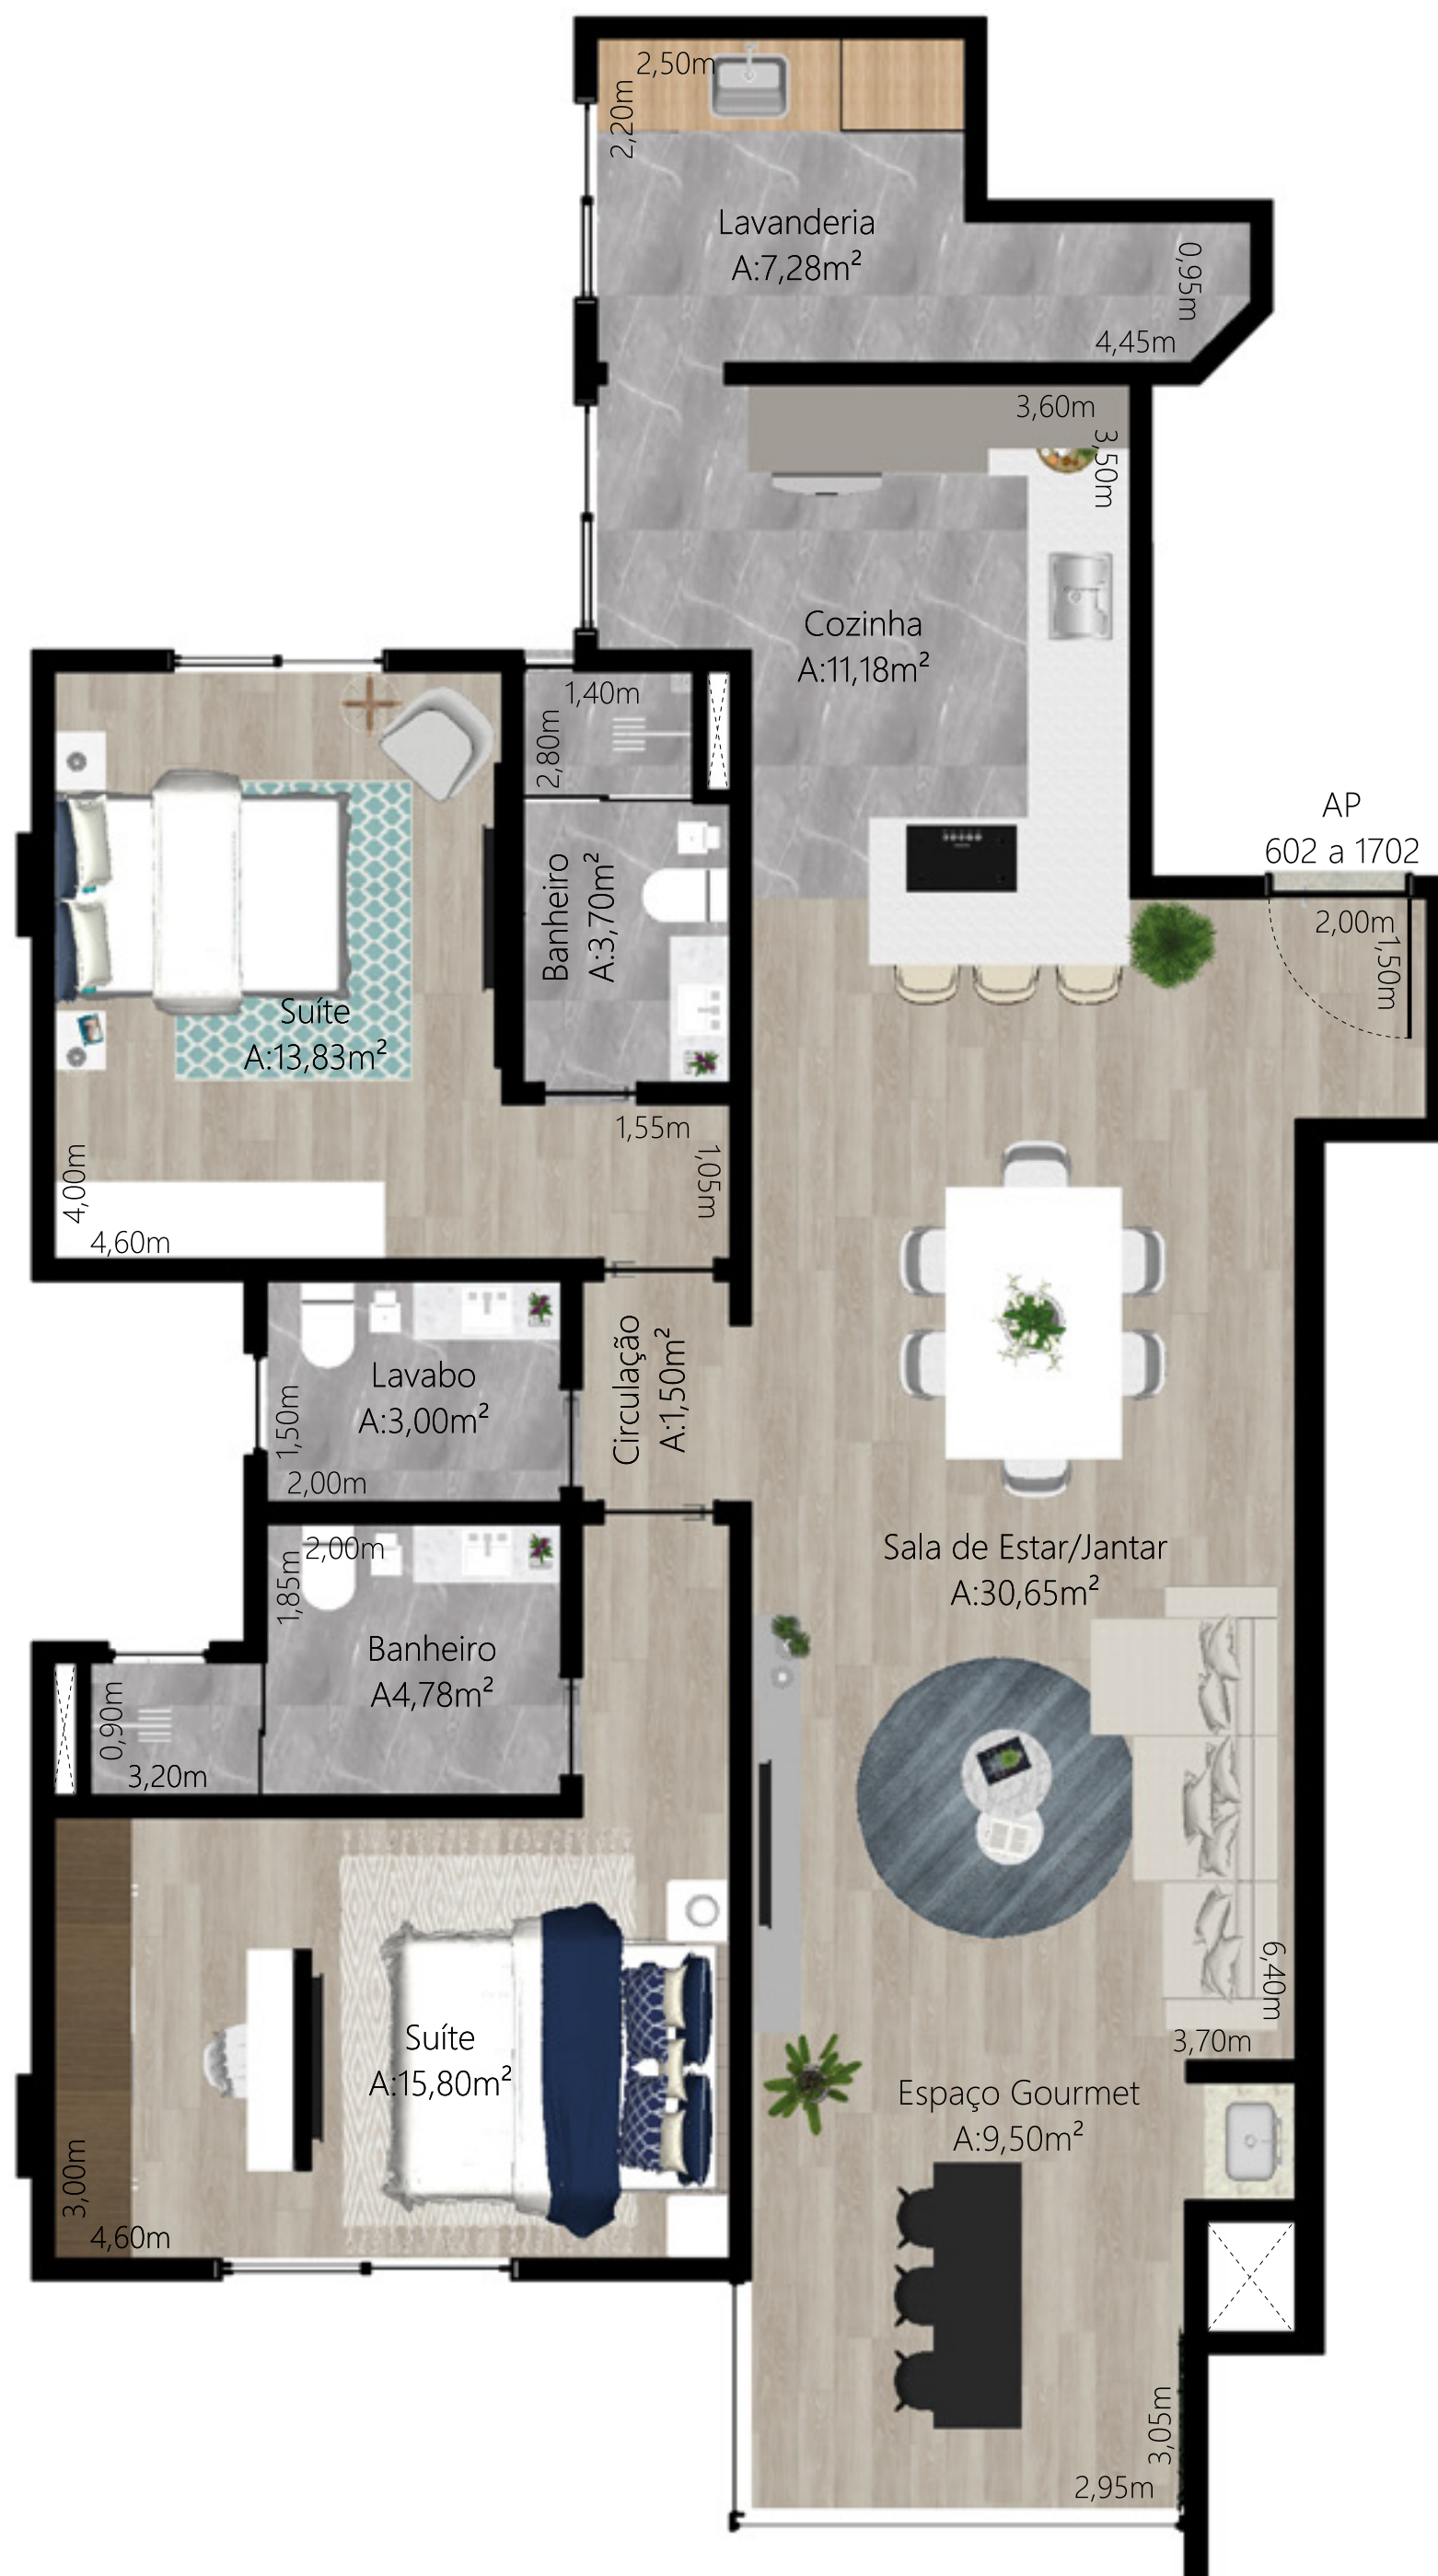 2,50m
2,20m
Lavanderia
A:7,28m²
0,95m
4,45m
3,60m
3,50m
Cozinha
A:11,18m²
1,40m
2,80m
AP
602 a 1702
2,00m
1,50m
Banheiro
A:3,70m²
Suíte
A:13,83m²
1,55m
1,05m
4,00m
4,60m
Circulação
A:1,50m²
Lavabo
A:3,00m²
1,50m
2,00m
2,00m
1,85m
Sala de Estar/Jantar
A:30,65m²
Banheiro
A4,78m²
0,90m
3,20m
6,40m
3,70m
Suíte
A:15,80m²
Espaço Gourmet
A:9,50m²
3,00m
4,60m
3,05m
2,95m